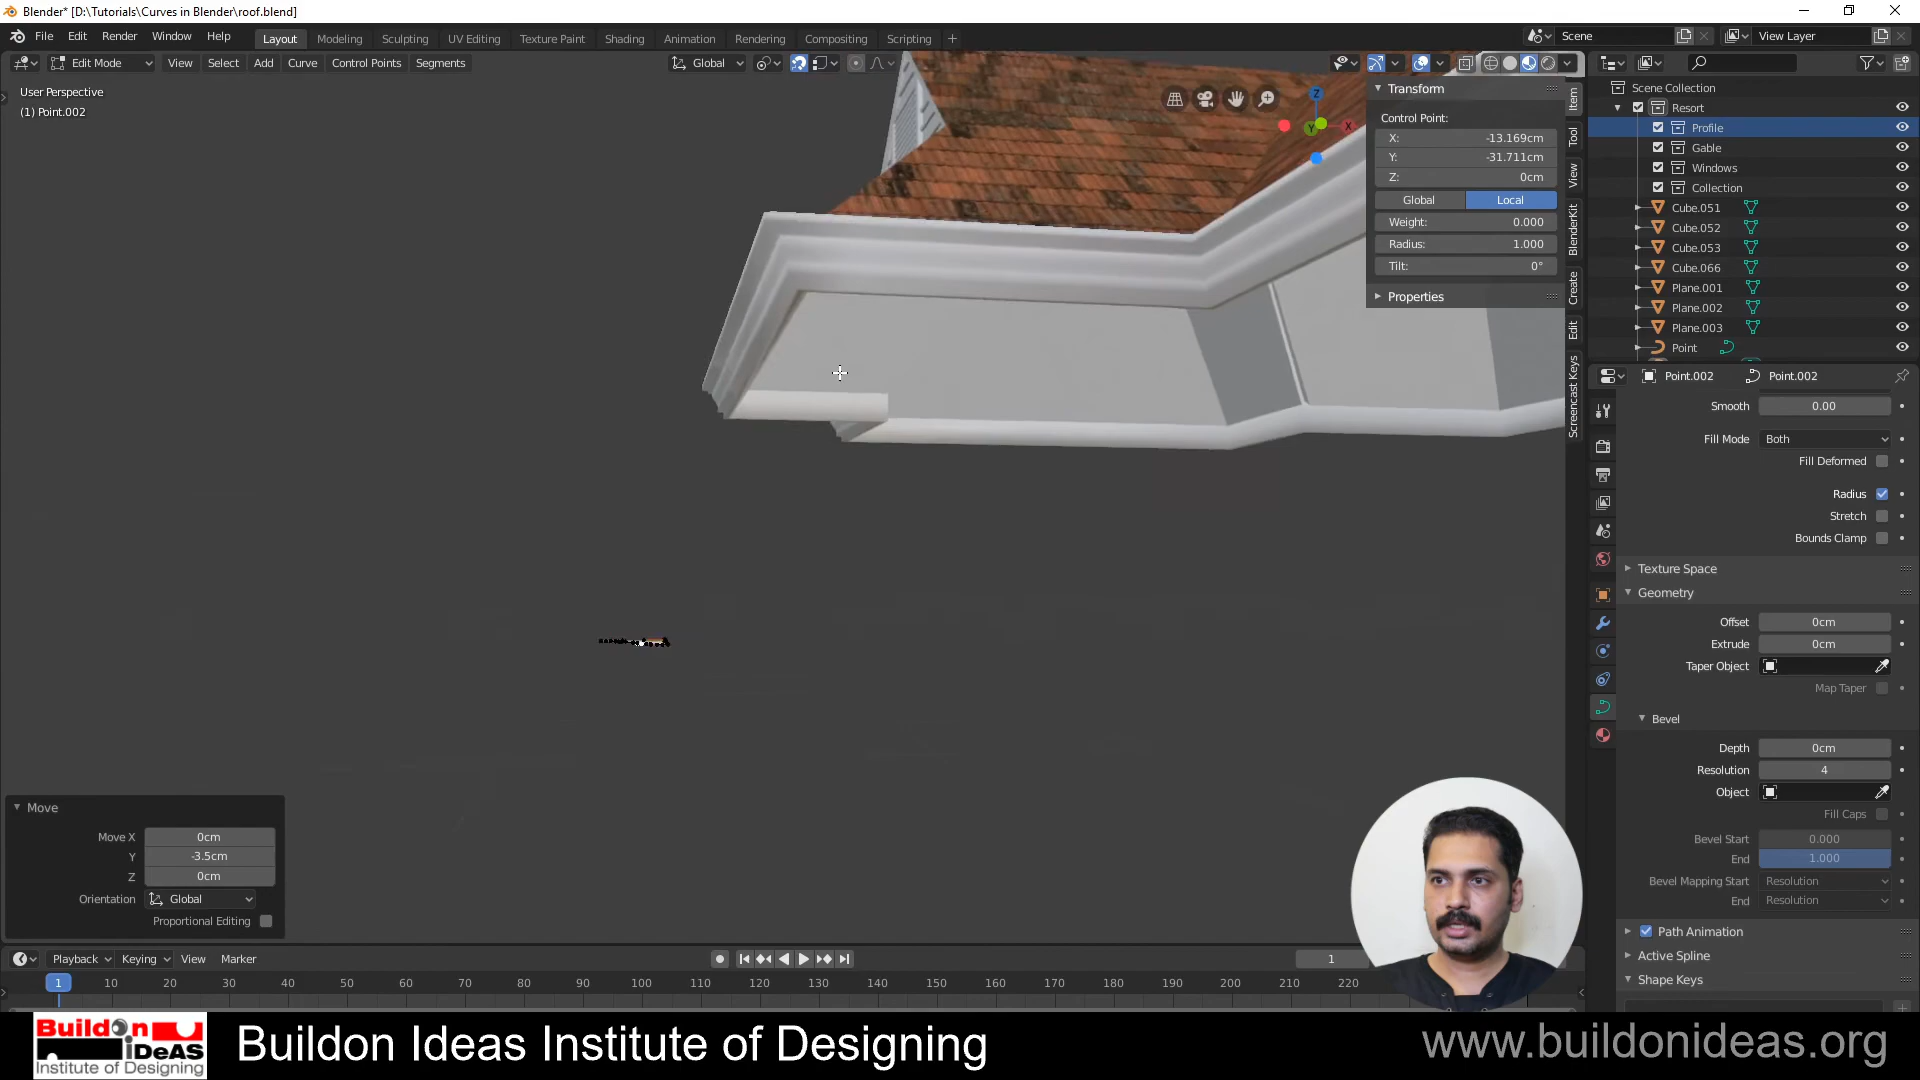 Blender* [D:\Tutorials\Curves in Blender\roof.blend]
File Edit Render Window Help
Layout Modeling Sculpting UV Editing Texture Paint Shading Animation Rendering Compositing Scripting +
Scene
View Layer
Edit Mode View Select Add Curve Control Points Segments
Global
User Perspective
(1) Point.002
Z
X
Y
Transform
Control Point:
X: -13.169cm
Y: -31.711cm
Z: 0cm
Global Local
Weight: 0.000
Radius: 1.000
Tilt: 0°
Properties
Item
Tool
View
BlenderKit
Create
Edit
Screencast Keys
Scene Collection
Resort
Profile
Gable
Windows
Collection
Cube.051
Cube.052
Cube.053
Cube.066
Plane.001
Plane.002
Plane.003
Point
Point.002 Point.002
Smooth 0.00
Fill Mode Both
Fill Deformed
Radius
Stretch
Bounds Clamp
Texture Space
Geometry
Offset 0cm
Extrude 0cm
Taper Object
Map Taper
Bevel
Depth 0cm
Resolution 4
Object
Fill Caps
Bevel Start 0.000
End 1.000
Bevel Mapping Start Resolution
End Resolution
Path Animation
Active Spline
Shape Keys
Move
Move X 0cm
Y -3.5cm
Z 0cm
Orientation Global
Proportional Editing
Playback Keying View Marker
1
1 10 20 30 40 50 60 70 80 90 100 110 120 130 140 150 160 170 180 190 200 210 220
Buildon
iDeAS
Institute of Designing
Buildon Ideas Institute of Designing
www.buildonideas.org